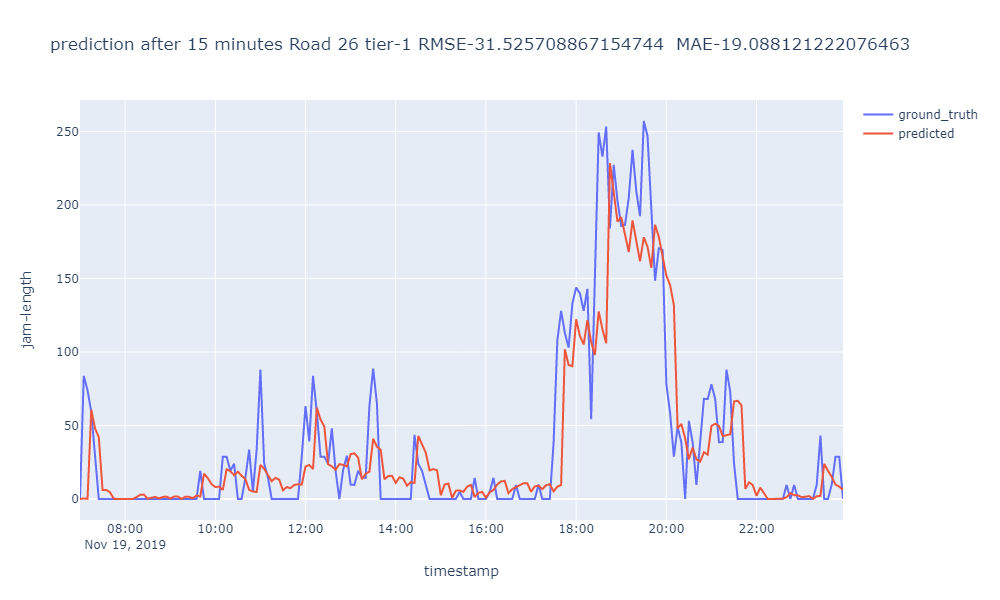 prediction after 15 minutes Road 26 tier-1 RMSE-31.525708867154744  MAE-19.088121222076463
ground_truth
predicted
250
200
150
100
50
0
jam-length
08:00 10:00 12:00 14:00 16:00 18:00 20:00 22:00
Nov 19, 2019
timestamp